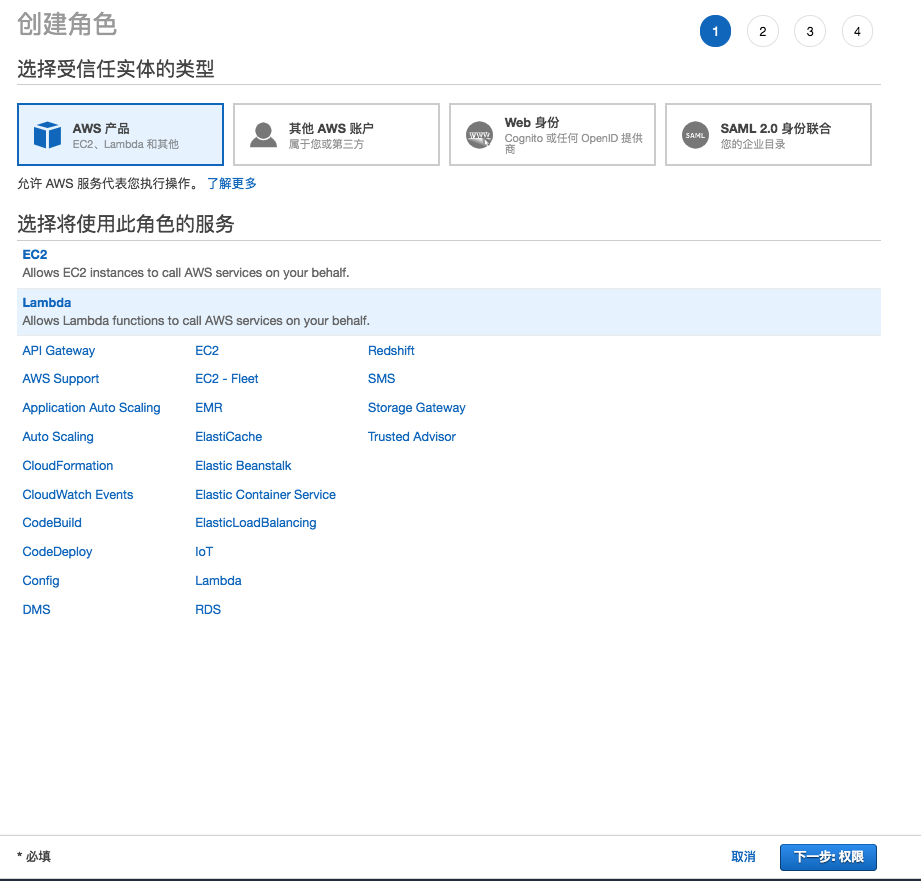 创建角色
1 2 3 4
选择受信任实体的类型
AWS 产品
EC2、Lambda 和其他
其他 AWS 账户
属于您或第三方
WWW
Web 身份
Cognito 或任何 OpenID 提供
商
SAML
SAML 2.0 身份联合
您的企业目录
允许 AWS 服务代表您执行操作。 了解更多
选择将使用此角色的服务
EC2
Allows EC2 instances to call AWS services on your behalf.
Lambda
Allows Lambda functions to call AWS services on your behalf.
API Gateway EC2 Redshift
AWS Support EC2 - Fleet SMS
Application Auto Scaling EMR Storage Gateway
Auto Scaling ElastiCache Trusted Advisor
CloudFormation Elastic Beanstalk
CloudWatch Events Elastic Container Service
CodeBuild ElasticLoadBalancing
CodeDeploy IoT
Config Lambda
DMS RDS
* 必填 取消 下一步: 权限